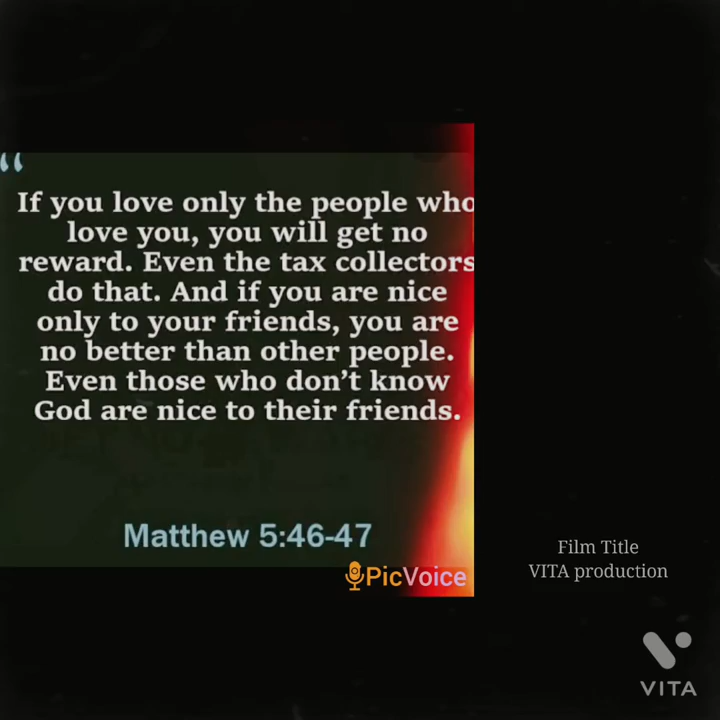 “
If you love only the people who
love you, you will get no
reward. Even the tax collectors
do that. And if you are nice
only to your friends, you are
no better than other people.
Even those who don’t know
God are nice to their friends.
Matthew 5:46-47
PicVoice
Film Title
VITA production
VITA